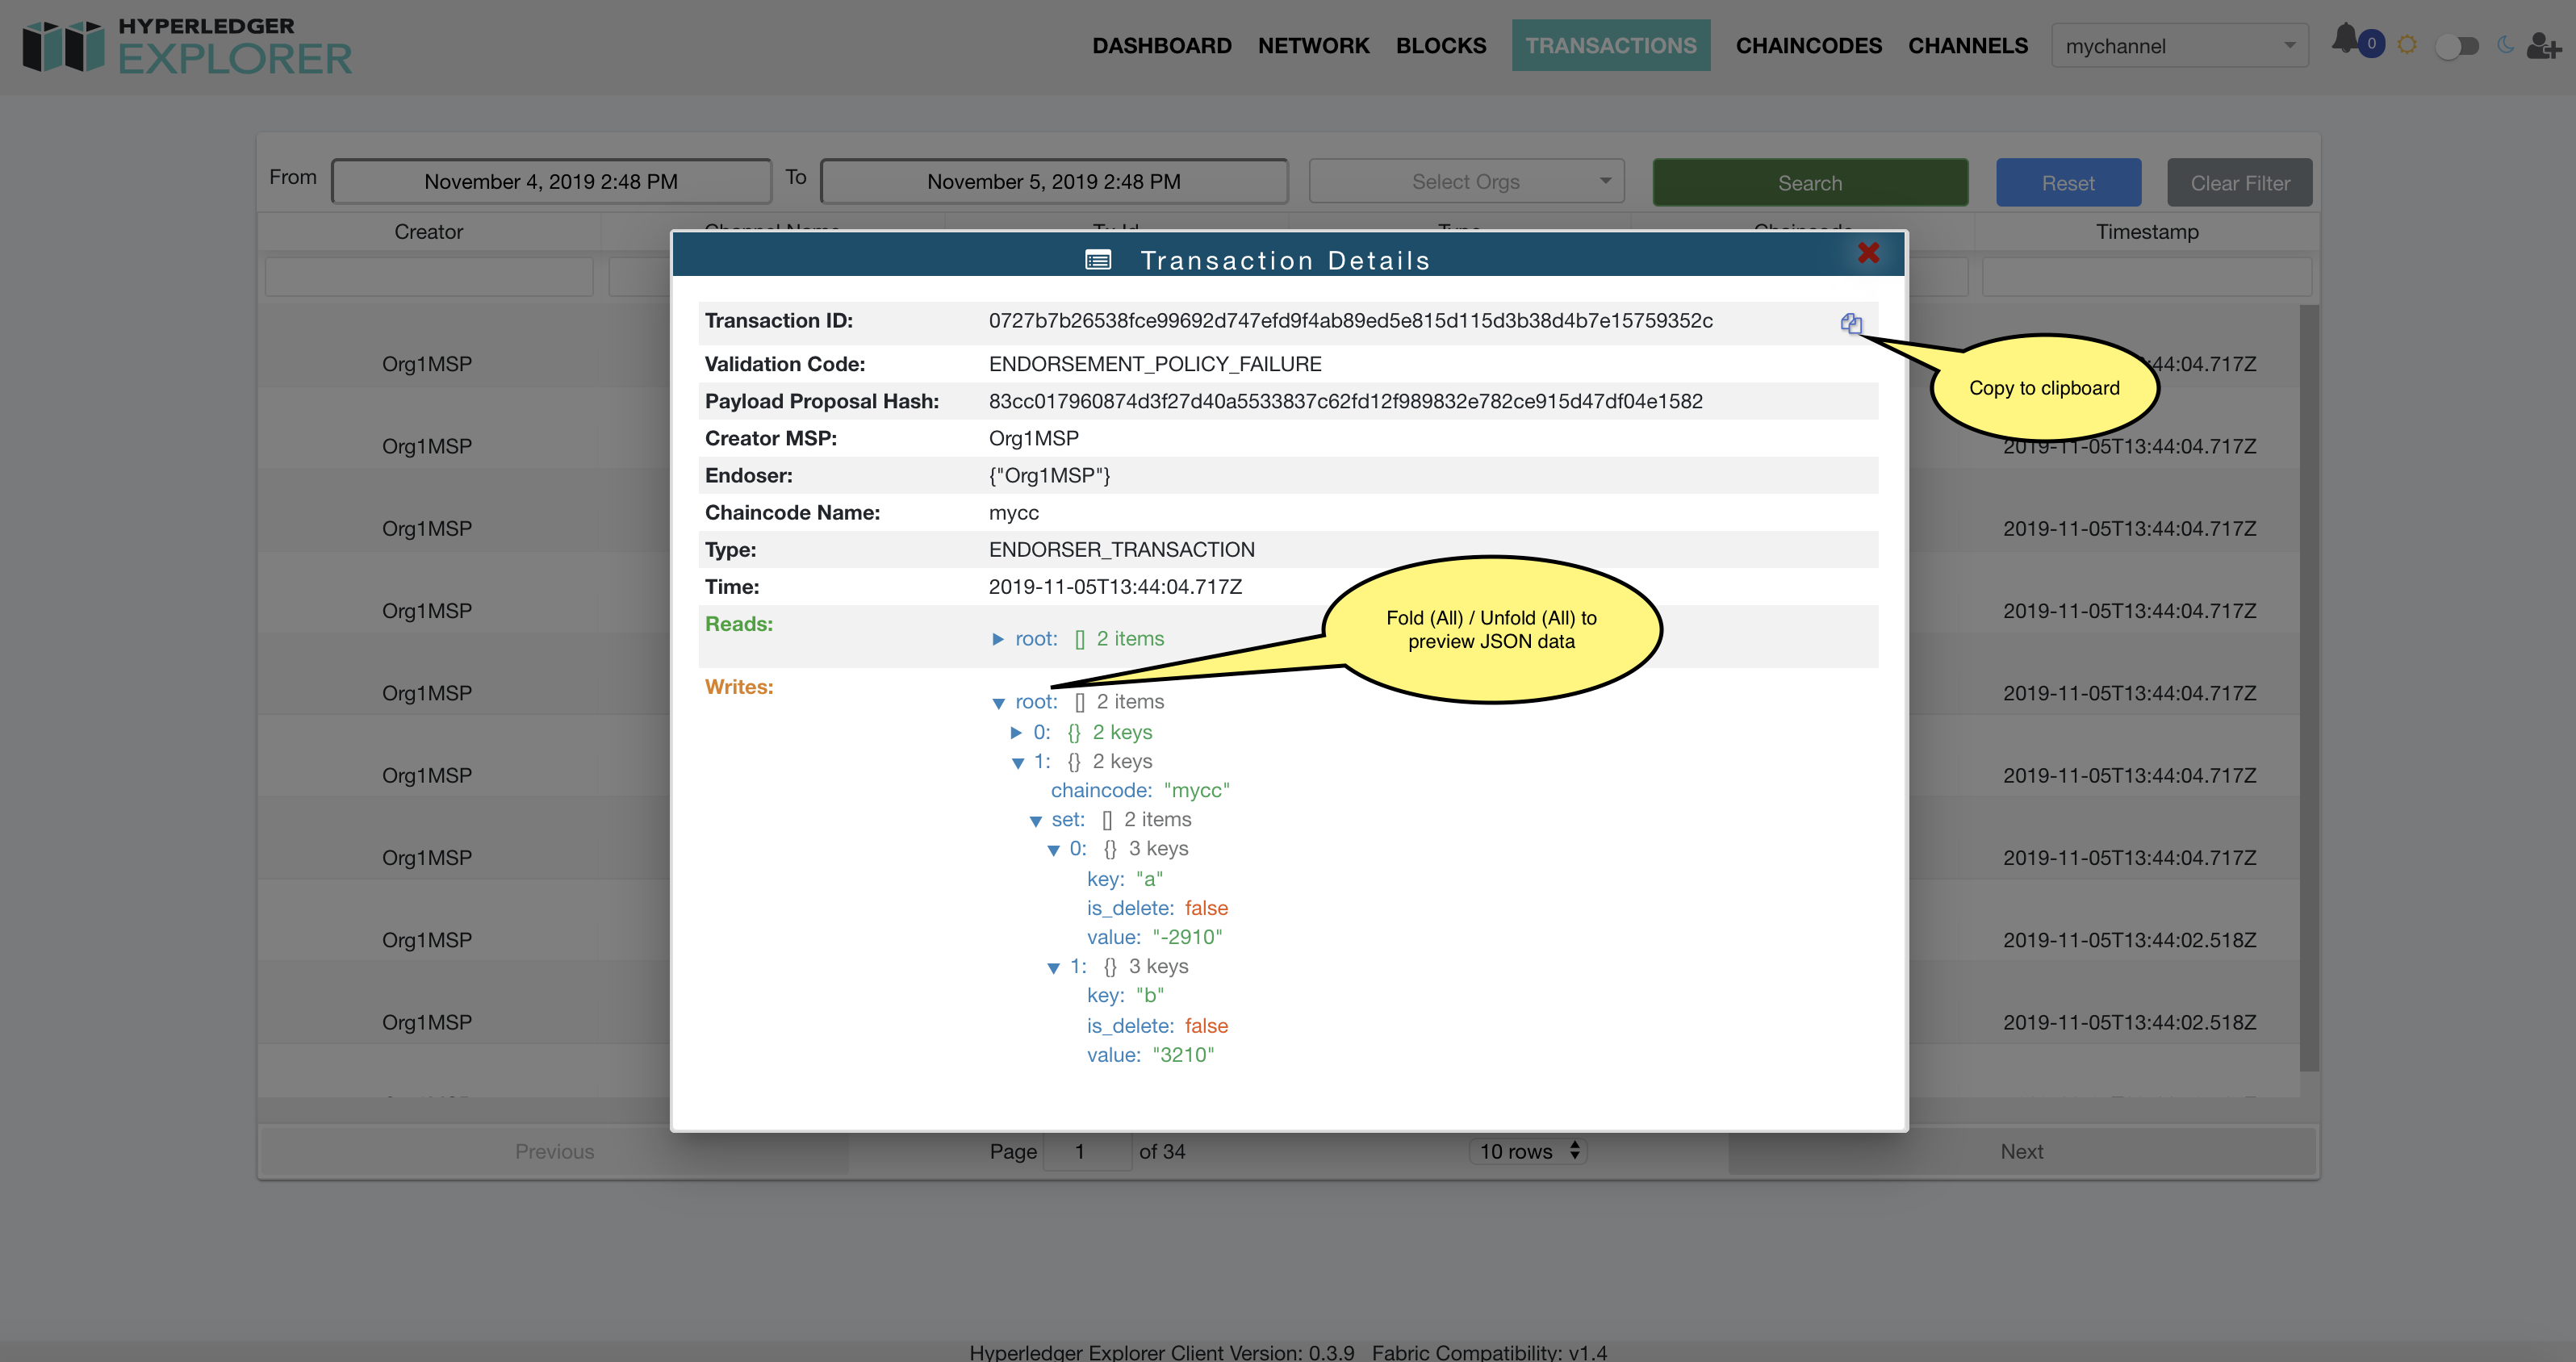 HYPERLEDGER
EXPLORER
DASHBOARD NETWORK BLOCKS TRANSACTIONS CHAINCODES CHANNELS mychannel 0
From November 4, 2019 2:48 PM To November 5, 2019 2:48 PM Select Orgs Search Reset Clear Filter
Creator Channel Name Tx Id Type Chaincode Timestamp
Transaction Details
Transaction ID: 0727b7b26538fce99692d747efd9f4ab89ed5e815d115d3b38d4b7e15759352c
Validation Code: ENDORSEMENT_POLICY_FAILURE
Payload Proposal Hash: 83cc017960874d3f27d40a5533837c62fd12f989832e782ce915d47df04e1582
Creator MSP: Org1MSP
Endoser: {"Org1MSP"}
Chaincode Name: mycc
Type: ENDORSER_TRANSACTION
Time: 2019-11-05T13:44:04.717Z
Reads: root: [] 2 items
Writes:
root: [] 2 items
0: {} 2 keys
1: {} 2 keys
chaincode: "mycc"
set: [] 2 items
0: {} 3 keys
key: "a"
is_delete: false
value: "-2910"
1: {} 3 keys
key: "b"
is_delete: false
value: "3210"
Copy to clipboard
Fold (All) / Unfold (All) to
preview JSON data
Org1MSP :44:04.717Z
Org1MSP 2019-11-05T13:44:04.717Z
Org1MSP 2019-11-05T13:44:04.717Z
Org1MSP 2019-11-05T13:44:04.717Z
Org1MSP 2019-11-05T13:44:04.717Z
Org1MSP 2019-11-05T13:44:04.717Z
Org1MSP 2019-11-05T13:44:04.717Z
Org1MSP 2019-11-05T13:44:02.518Z
Org1MSP 2019-11-05T13:44:02.518Z
Previous Page 1 of 34 10 rows Next
Hyperledger Explorer Client Version: 0.3.9 Fabric Compatibility: v1.4